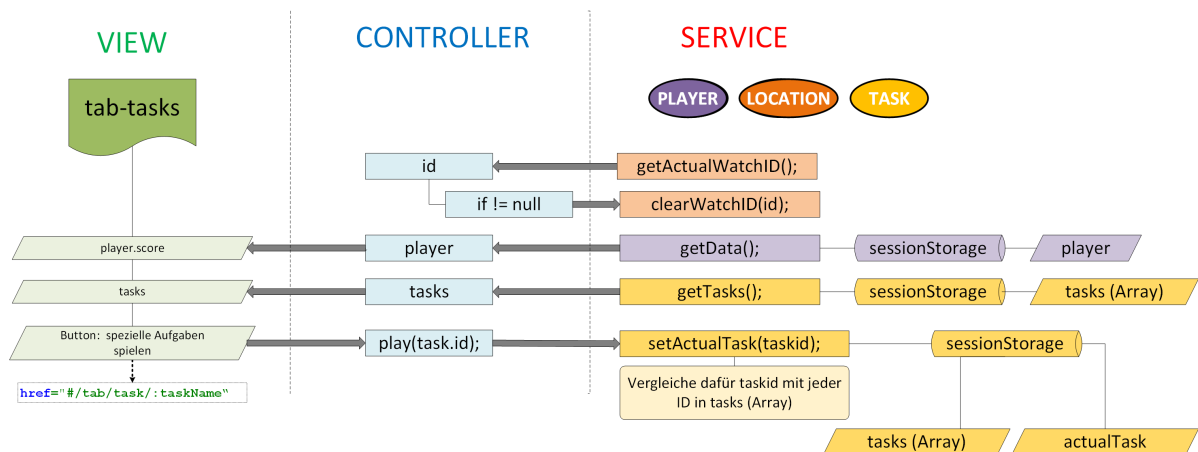 VIEW
CONTROLLER
SERVICE
tab-tasks
PLAYER
LOCATION
TASK
id
getActualWatchID();
if != null
clearWatchID(id);
player.score
player
getData();
sessionStorage
player
tasks
tasks
getTasks();
sessionStorage
tasks (Array)
Button: spezielle Aufgaben
spielen
play(task.id);
setActualTask(taskid);
sessionStorage
href="#/tab/task/:taskName"
Vergleiche dafür taskid mit jeder
ID in tasks (Array)
tasks (Array)
actualTask